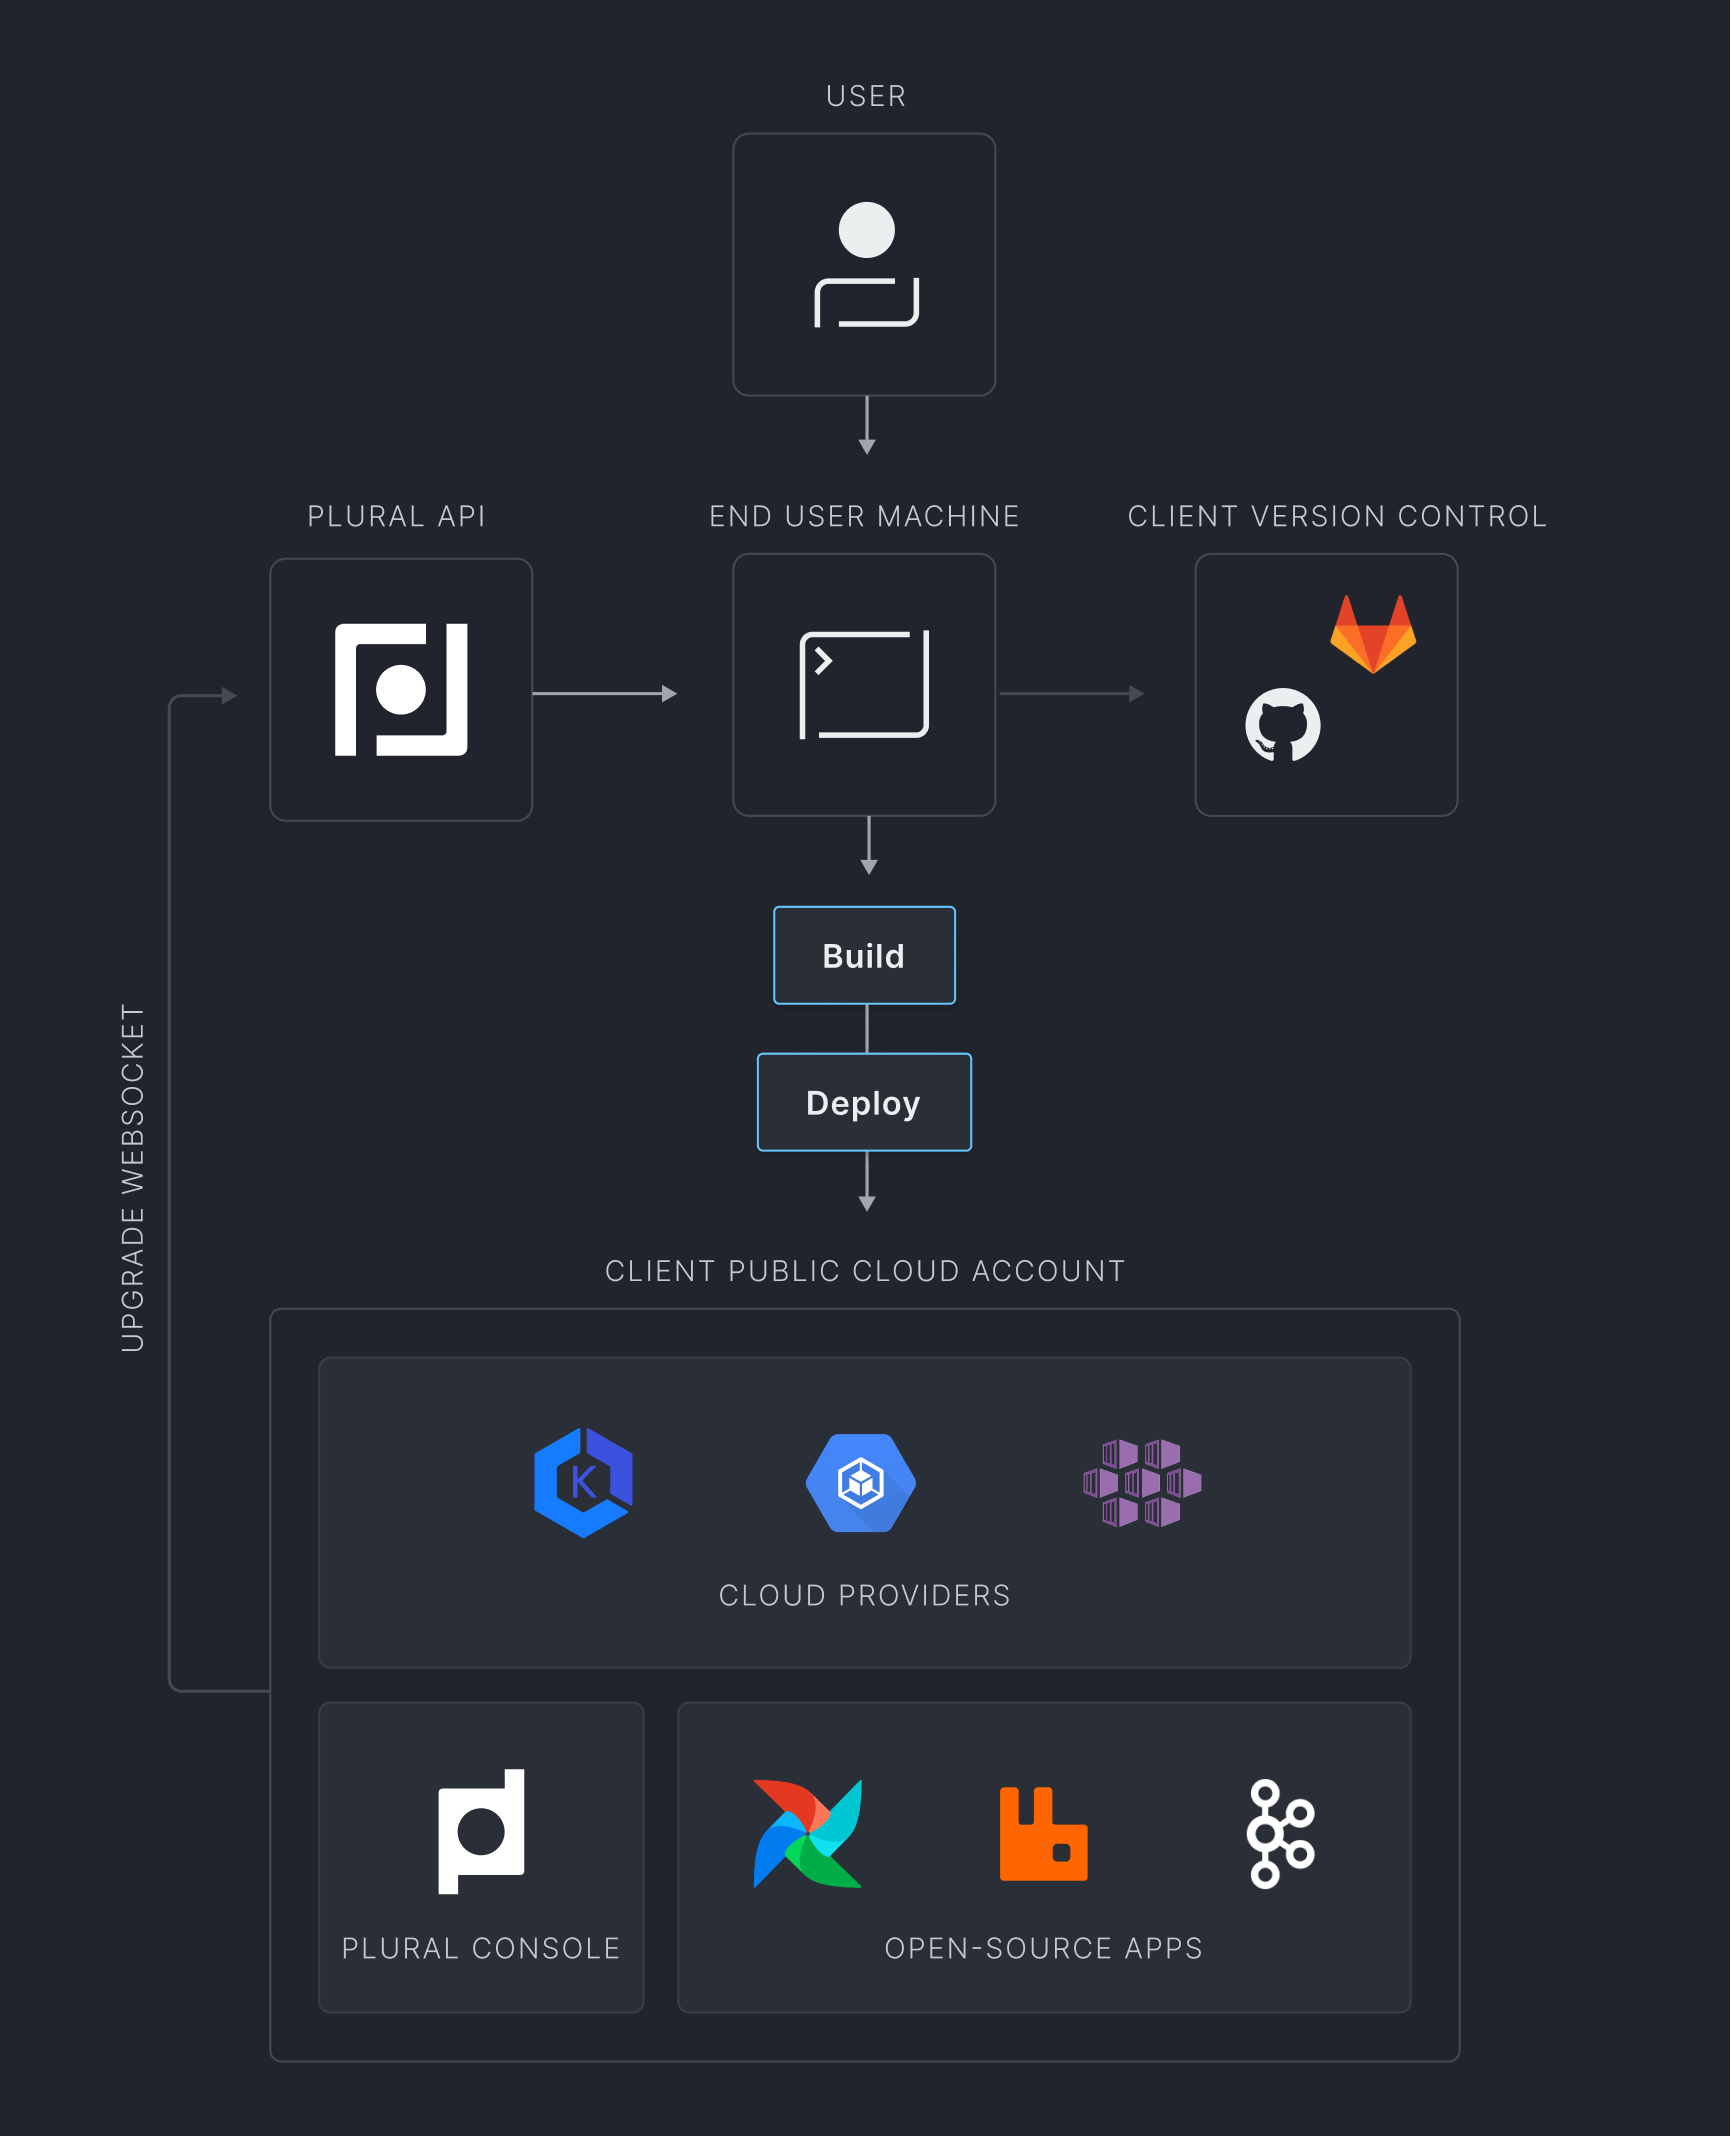 USER
PLURAL API
END USER MACHINE
CLIENT VERSION CONTROL
Build
Deploy
UPGRADE WEBSOCKET
CLIENT PUBLIC CLOUD ACCOUNT
K
CLOUD PROVIDERS
PLURAL CONSOLE
OPEN-SOURCE APPS